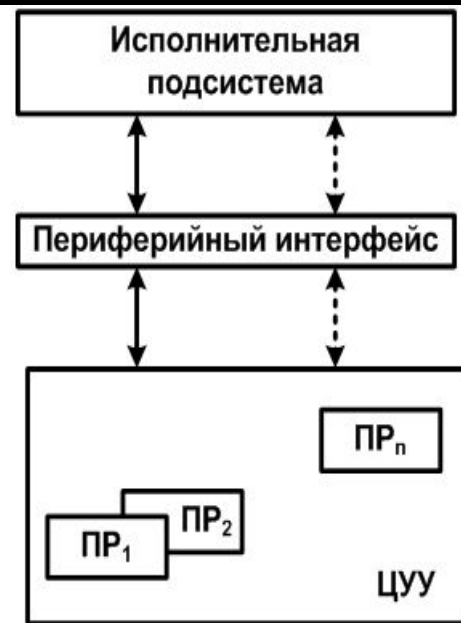 Исполнительная
подсистема
Периферийный интерфейс
ПРn
ПР2
ПР1
ЦУУ